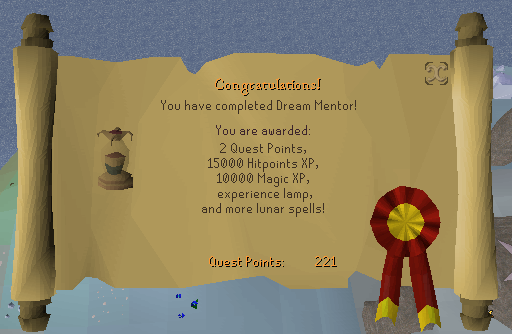 Congratulations!
You have completed Dream Mentor!
You are awarded:
2 Quest Points,
15000 Hitpoints XP,
10000 Magic XP,
experience lamp,
and more lunar spells!
Quest Points: 221